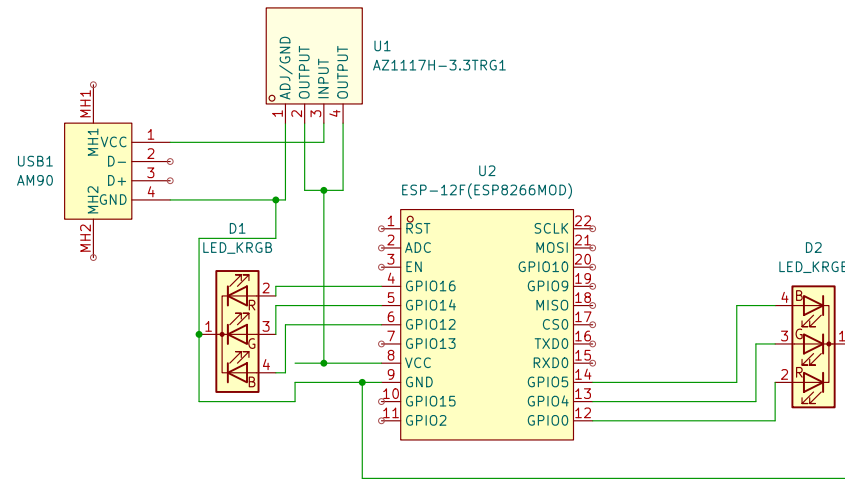 U1
AZ1117H-3.3TRG1
ADJ/GND
OUTPUT
INPUT
OUTPUT
1
2
3
4
USB1
AM90
MH1
MH1
VCC 1
D- 2
D+ 3
GND 4
MH2
MH2
U2
ESP-12F(ESP8266MOD)
1 RST
2 ADC
3 EN
4 GPIO16
5 GPIO14
6 GPIO12
7 GPIO13
8 VCC
9 GND
10 GPIO15
11 GPIO2
SCLK 22
MOSI 21
GPIO10 20
GPIO9 19
MISO 18
CS0 17
TXD0 16
RXD0 15
GPIO5 14
GPIO4 13
GPIO0 12
D1
LED_KRGB
1
R 2
G 3
B 4
D2
LED_KRGB
4 B
3 G
2 R
1